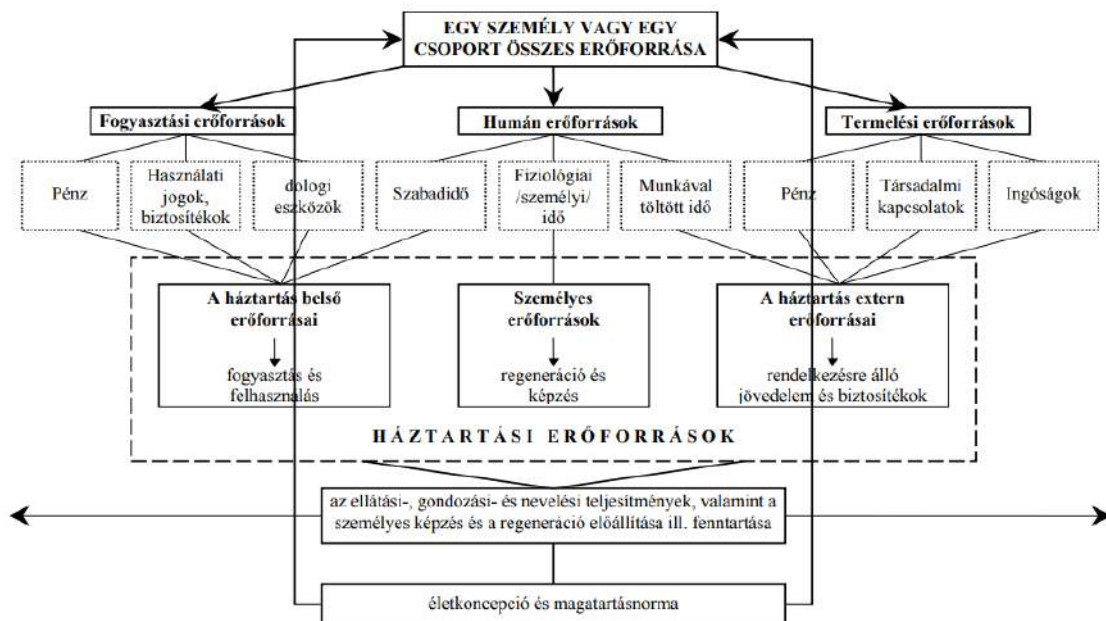 EGY SZEMÉLY VAGY EGY
CSOPORT ÖSSZES ERŐFORRÁSA
Fogyasztási erőforrások
Humán erőforrások
Termelési erőforrások
Pénz
Használati
jogok,
biztosítékok
dologi
eszközök
Szabadidő
Fiziológiai
/személyi/
idő
Munkával
töltött idő
Pénz
Társadalmi
kapcsolatok
Ingóságok
A háztartás belső
erőforrásai
fogyasztás és
felhasználás
Személyes
erőforrások
regeneráció és
képzés
A háztartás extern
erőforrásai
rendelkezésre álló
jövedelem és biztosítékok
HÁZTARTÁSI ERŐFORRÁSOK
az ellátási-, gondozási- és nevelési teljesítmények, valamint a
személyes képzés és a regeneráció előállítása ill. fenntartása
életkoncepció és magatartásnorma